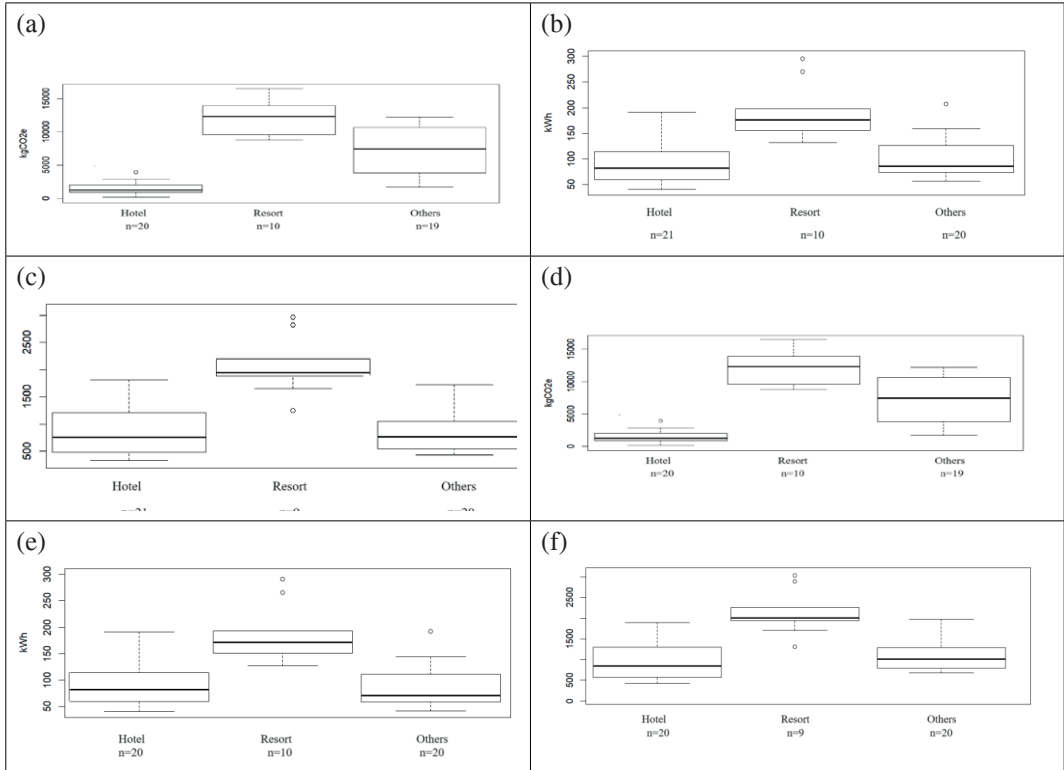 (a)
kgCO2e
15000
10000
5000
0
Hotel Resort Others
n=20 n=10 n=19
(b)
kWh
300
250
200
150
100
50
Hotel Resort Others
n=21 n=10 n=20
(c)
2500
1500
500
Hotel Resort Others
(d)
kgCO2e
15000
10000
5000
0
Hotel Resort Others
n=20 n=10 n=19
(e)
kWh
300
250
200
150
100
50
Hotel Resort Others
n=20 n=10 n=20
(f)
2500
1500
500
0
Hotel Resort Others
n=20 n=9 n=20